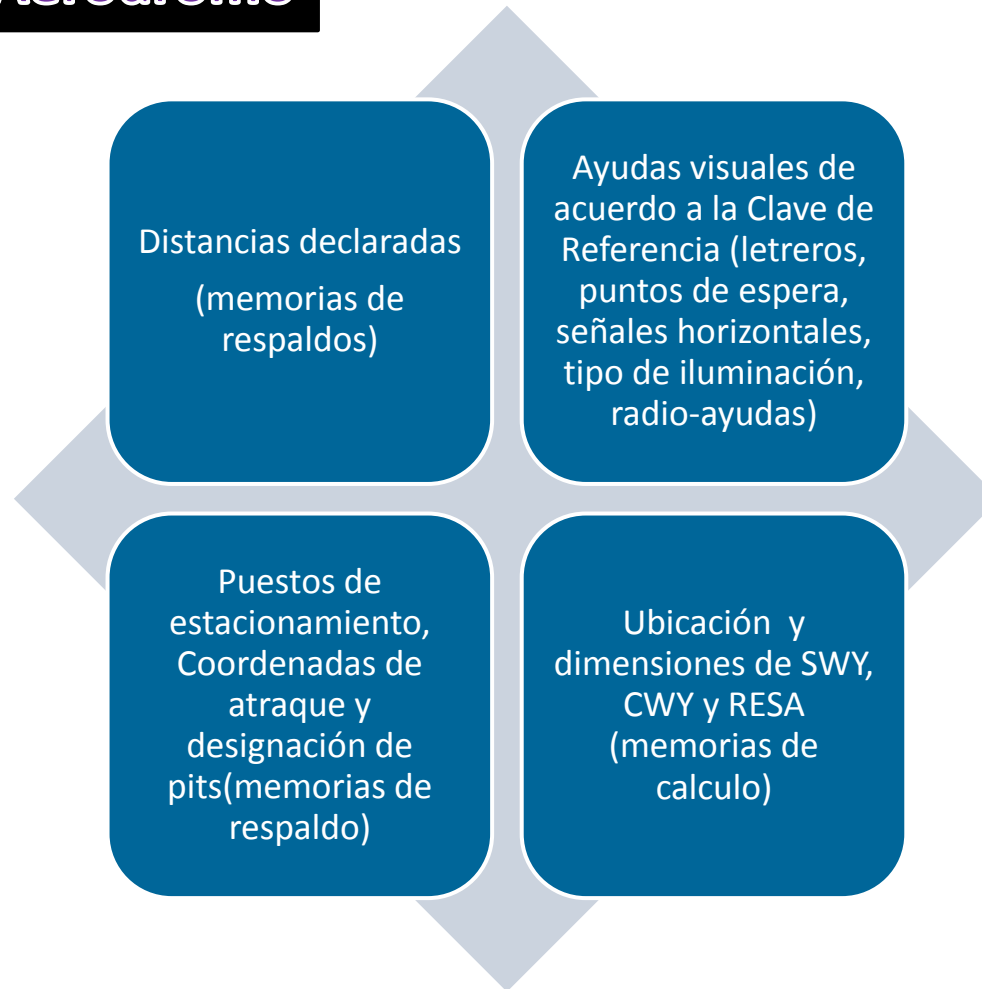 Aeródromo
Distancias declaradas
(memorias de
respaldos)
Ayudas visuales de
acuerdo a la Clave de
Referencia (letreros,
puntos de espera,
señales horizontales,
tipo de iluminación,
radio-ayudas)
Puestos de
estacionamiento,
Coordenadas de
atraque y
designación de
pits(memorias de
respaldo)
Ubicación  y
dimensiones de SWY,
CWY y RESA
(memorias de
calculo)